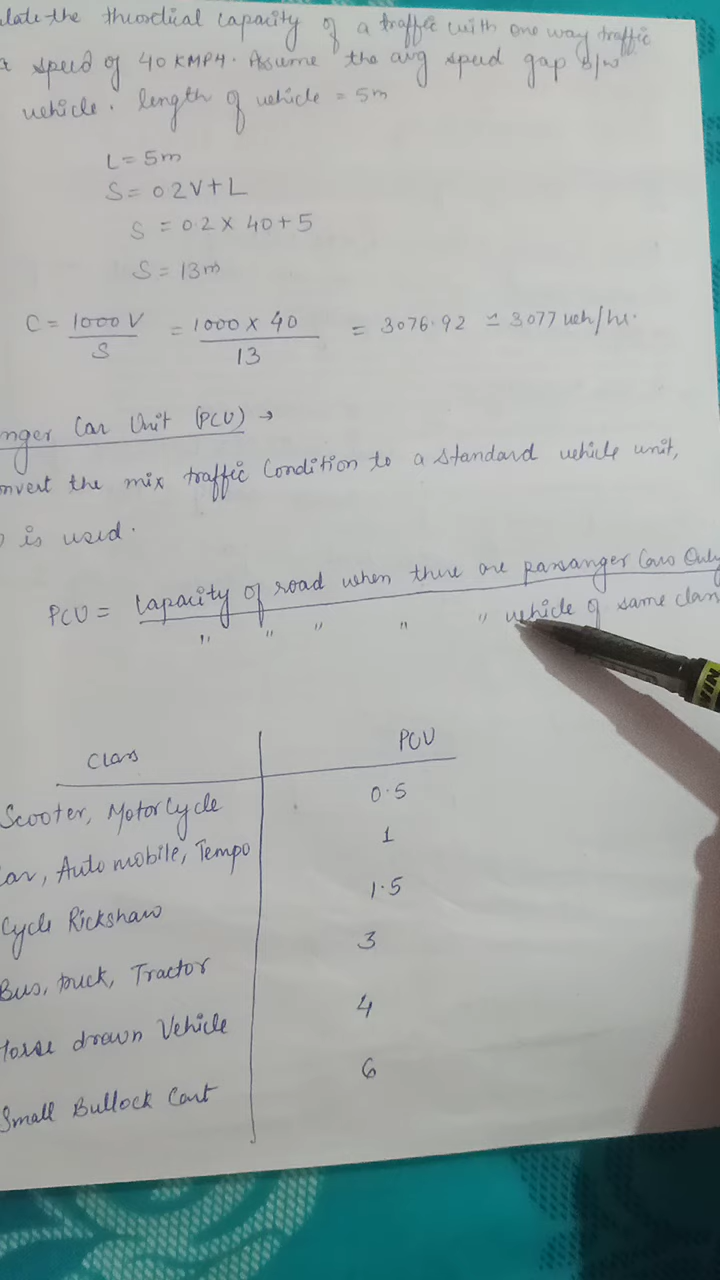 late the theoretical capacity of a traffic with one way traffic
speed of 40 KMPH. Assume the avg speed gap b/w
vehicle. length of vehicle = 5m
L = 5m
S = 0.2V + L
S = 0.2 × 40 + 5
S = 13m
C = 1000 V / S = 1000 × 40 / 13 = 3076.92 ≃ 3077 veh/hr.
nger Car Unit (PCU) →
nvert the mix traffic Condition to a standard vehicle unit,
is used.
PCU = Capacity of road when there are passanger Cars Only
" " " " " vehicle of same class
Class PCU
Scooter, MotorCycle 0.5
ar, Automobile, Tempo 1
Cycle Rickshaw 1.5
Bus, truck, Tractor 3
Horse drawn Vehicle 4
Small Bullock Cart 6